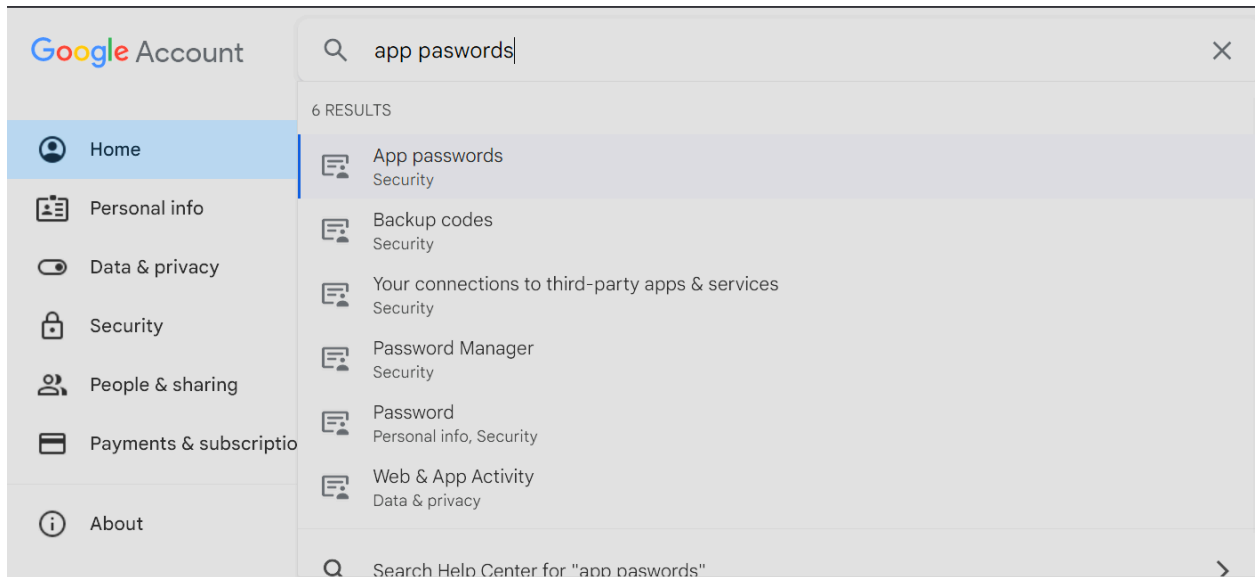 Google Account
app paswords
6 RESULTS
Home
Personal info
Data & privacy
Security
People & sharing
Payments & subscriptio
About
App passwords
Security
Backup codes
Security
Your connections to third-party apps & services
Security
Password Manager
Security
Password
Personal info, Security
Web & App Activity
Data & privacy
Search Help Center for "app paswords"